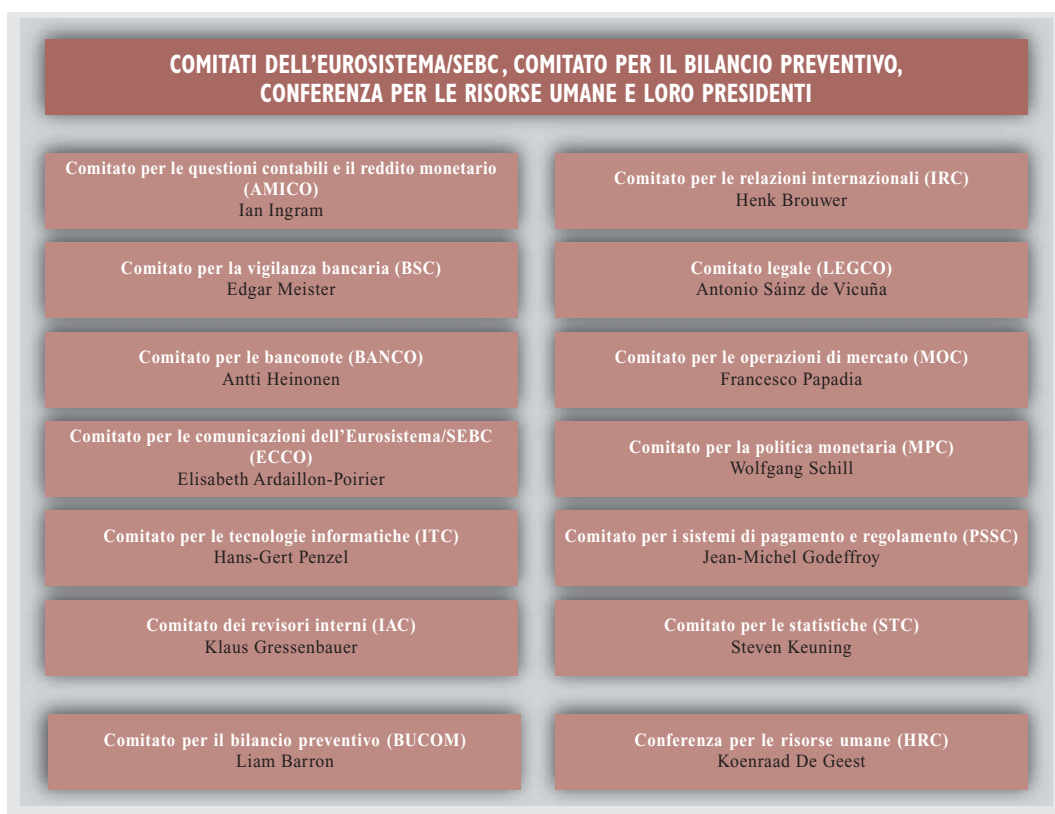 COMITATI DELL'EUROSISTEMA/SEBC, COMITATO PER IL BILANCIO PREVENTIVO,
CONFERENZA PER LE RISORSE UMANE E LORO PRESIDENTI
Comitato per le questioni contabili e il reddito monetario
(AMICO)
Ian Ingram
Comitato per le relazioni internazionali (IRC)
Henk Brouwer
Comitato per la vigilanza bancaria (BSC)
Edgar Meister
Comitato legale (LEGCO)
Antonio Sáinz de Vicuña
Comitato per le banconote (BANCO)
Antti Heinonen
Comitato per le operazioni di mercato (MOC)
Francesco Papadia
Comitato per le comunicazioni dell'Eurosistema/SEBC
(ECCO)
Elisabeth Ardaillon-Poirier
Comitato per la politica monetaria (MPC)
Wolfgang Schill
Comitato per le tecnologie informatiche (ITC)
Hans-Gert Penzel
Comitato per i sistemi di pagamento e regolamento (PSSC)
Jean-Michel Godeffroy
Comitato dei revisori interni (IAC)
Klaus Gressenbauer
Comitato per le statistiche (STC)
Steven Keuning
Comitato per il bilancio preventivo (BUCOM)
Liam Barron
Conferenza per le risorse umane (HRC)
Koenraad De Geest